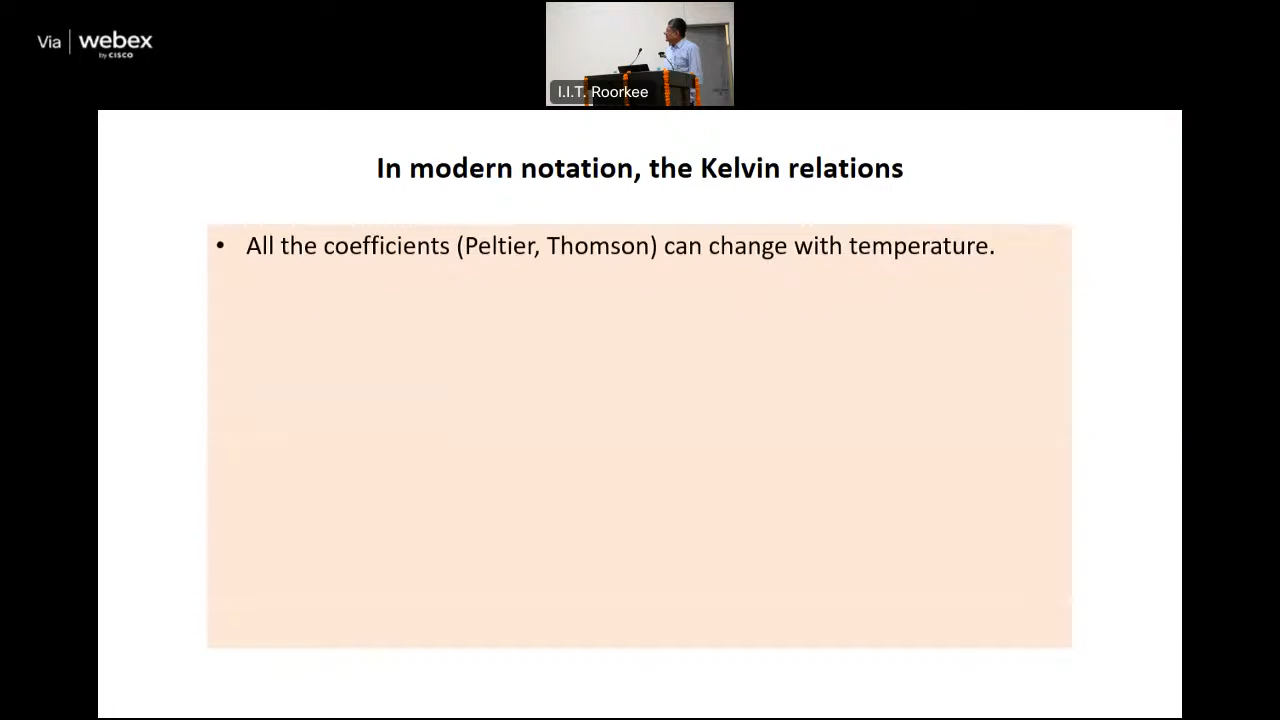 Via | webex
by CISCO
I.I.T. Roorkee
In modern notation, the Kelvin relations
• All the coefficients (Peltier, Thomson) can change with temperature.